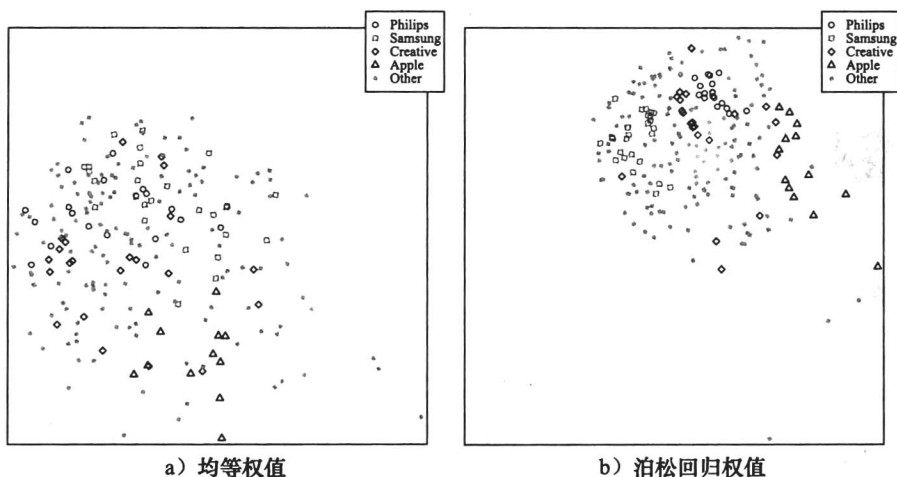 Philips
Samsung
Creative
Apple
Other
Philips
Samsung
Creative
Apple
Other
a）均等权值
b）泊松回归权值